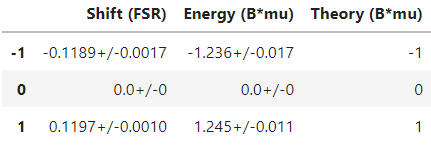 Shift (FSR) Energy (B*mu) Theory (B*mu)
-1 -0.1189+/-0.0017 -1.236+/-0.017 -1
0 0.0+/-0 0.0+/-0 0
1 0.1197+/-0.0010 1.245+/-0.011 1